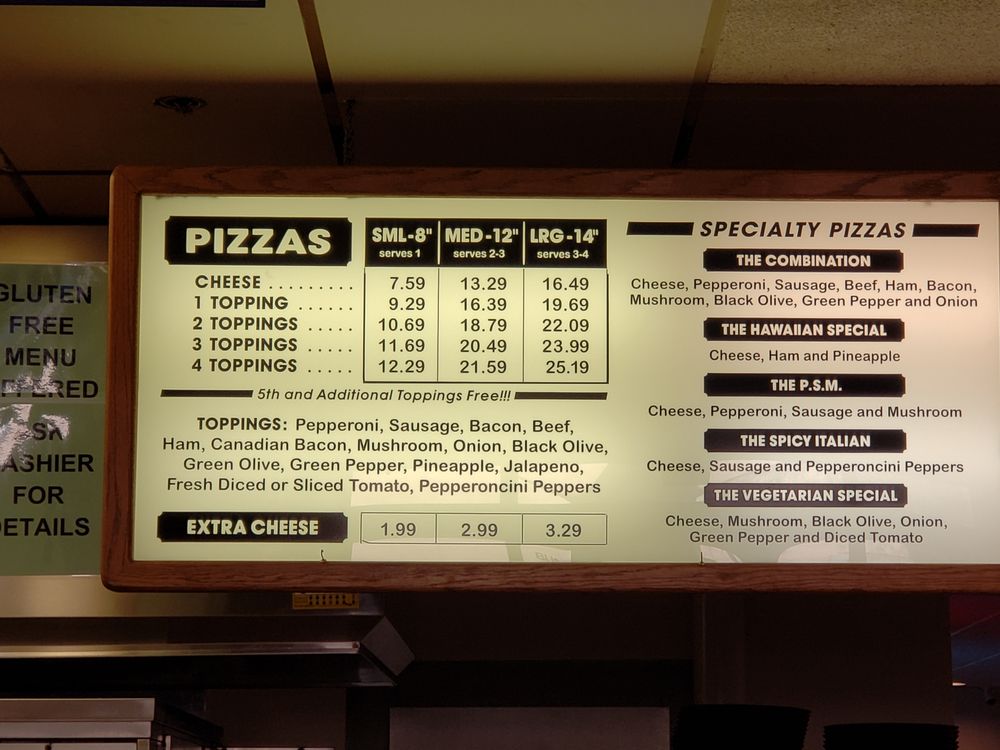 GLUTEN
FREE
MENU
ASHIER
FOR
DETAILS
PIZZAS
SML-8" MED-12" LRG-14"
serves 1 serves 2-3 serves 3-4
CHEESE ......... 7.59 13.29 16.49
1 TOPPING ...... 9.29 16.39 19.69
2 TOPPINGS ..... 10.69 18.79 22.09
3 TOPPINGS ..... 11.69 20.49 23.99
4 TOPPINGS ..... 12.29 21.59 25.19
5th and Additional Toppings Free!!!
TOPPINGS: Pepperoni, Sausage, Bacon, Beef,
Ham, Canadian Bacon, Mushroom, Onion, Black Olive,
Green Olive, Green Pepper, Pineapple, Jalapeno,
Fresh Diced or Sliced Tomato, Pepperoncini Peppers
EXTRA CHEESE 1.99 2.99 3.29
SPECIALTY PIZZAS
THE COMBINATION
Cheese, Pepperoni, Sausage, Beef, Ham, Bacon,
Mushroom, Black Olive, Green Pepper and Onion
THE HAWAIIAN SPECIAL
Cheese, Ham and Pineapple
THE P.S.M.
Cheese, Pepperoni, Sausage and Mushroom
THE SPICY ITALIAN
Cheese, Sausage and Pepperoncini Peppers
THE VEGETARIAN SPECIAL
Cheese, Mushroom, Black Olive, Onion,
Green Pepper and Diced Tomato